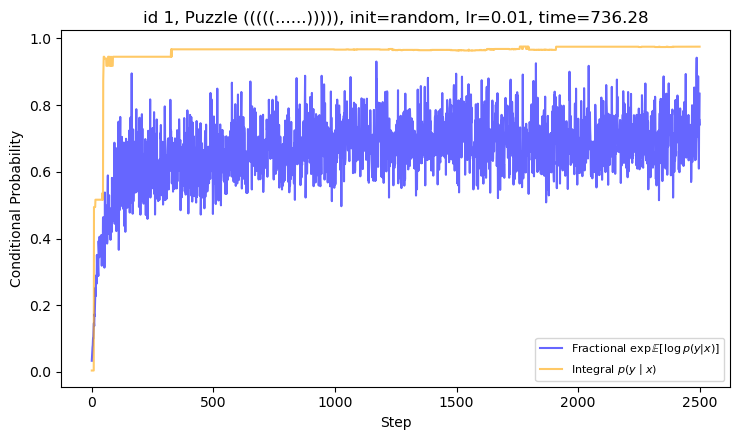 id 1, Puzzle (((((......))))), init=random, lr=0.01, time=736.28
Conditional Probability
1.0
0.8
0.6
0.4
0.2
0.0
0
500
1000
1500
2000
2500
Step
Fractional exp𝔼[log p(y|x)]
Integral p(y | x)